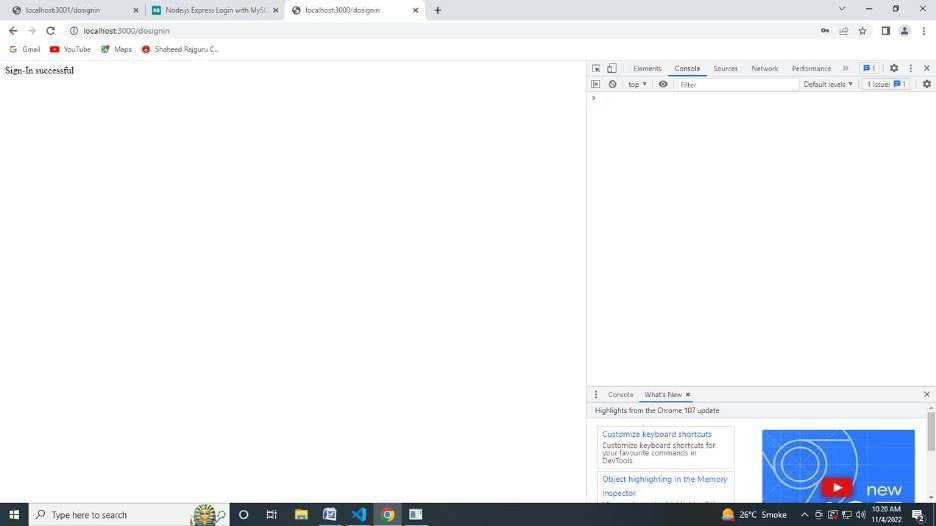 localhost:3001/dosignin
Node.js Express Login with MySQ
localhost:3000/dosignin
localhost:3000/dosignin
Gmail YouTube Maps Shaheed Rajguru C...
Sign-In successful
Elements Console Sources Network Performance » 1
top Filter Default levels 1 Issue: 1
Console What's New
Highlights from the Chrome 107 update
Customize keyboard shortcuts
Customize keyboard shortcuts for
your favourite commands in
DevTools.
Object highlighting in the Memory
Inspector
new
Type here to search
26°C Smoke
10:20 AM
11/4/2022
2